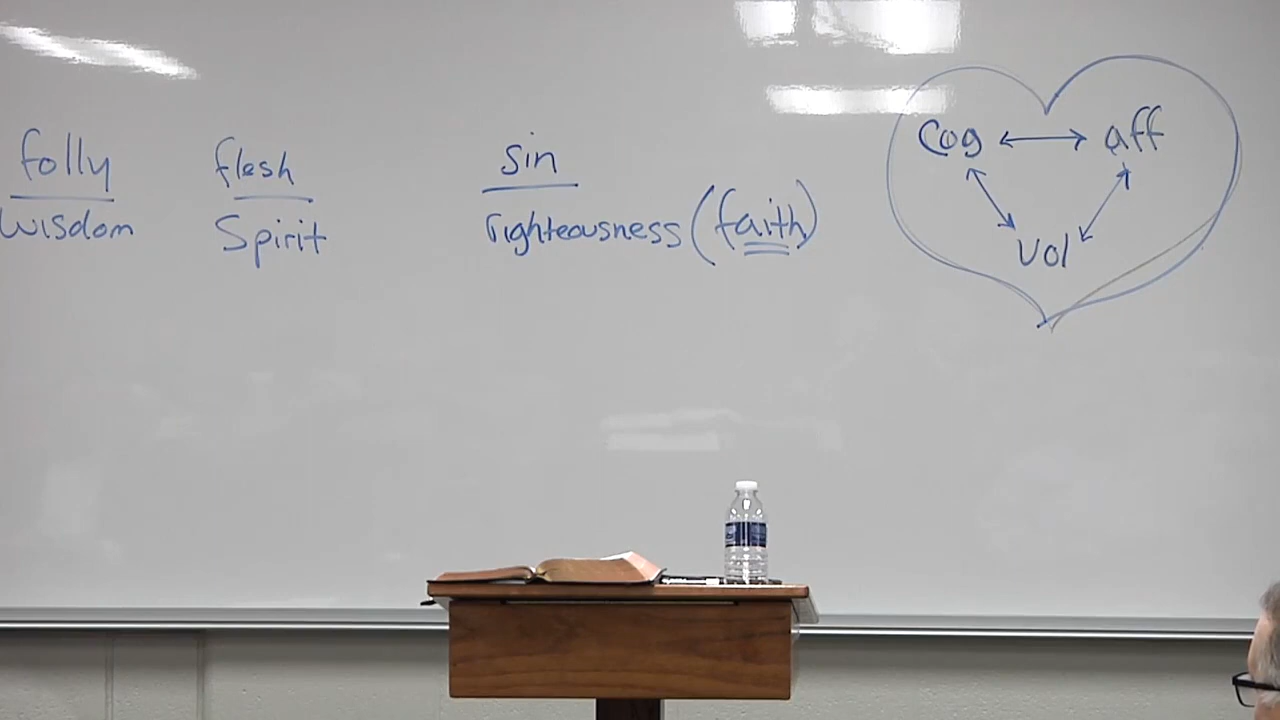 folly
wisdom
flesh
Spirit
sin
righteousness (faith)
Cog aff
vol